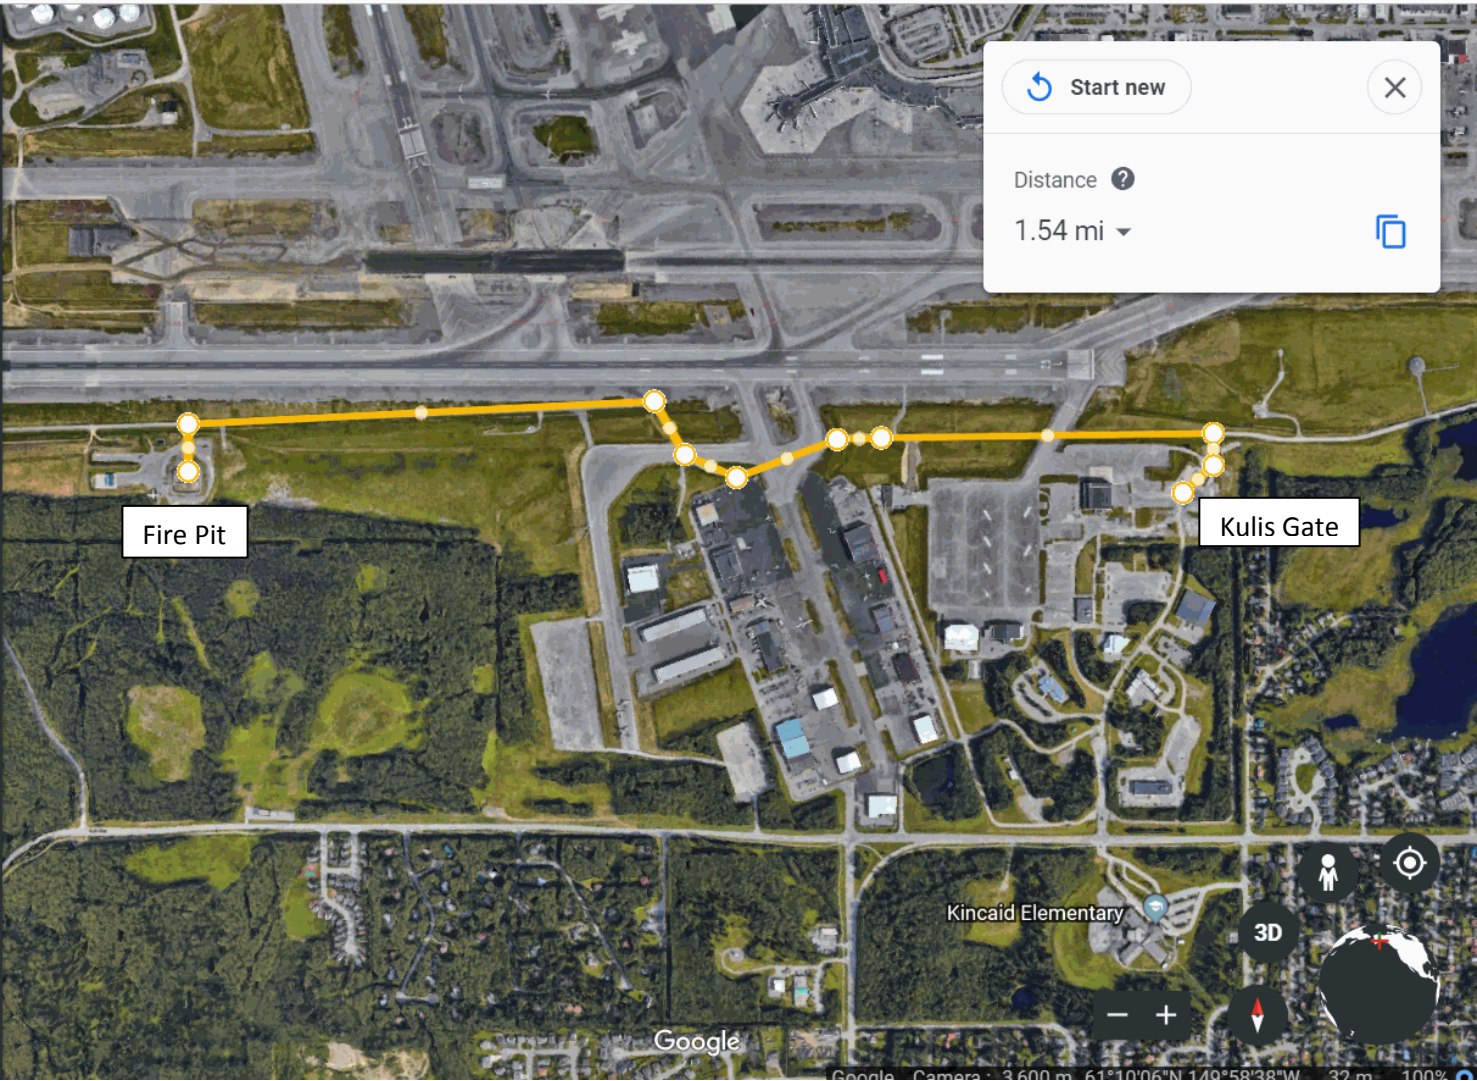 Start new
Distance ?
1.54 mi
Fire Pit
Kulis Gate
Kincaid Elementary
3D
Google
Google Camera : 3,600 m 61°10'06"N 149°58'38"W 32 m 100%